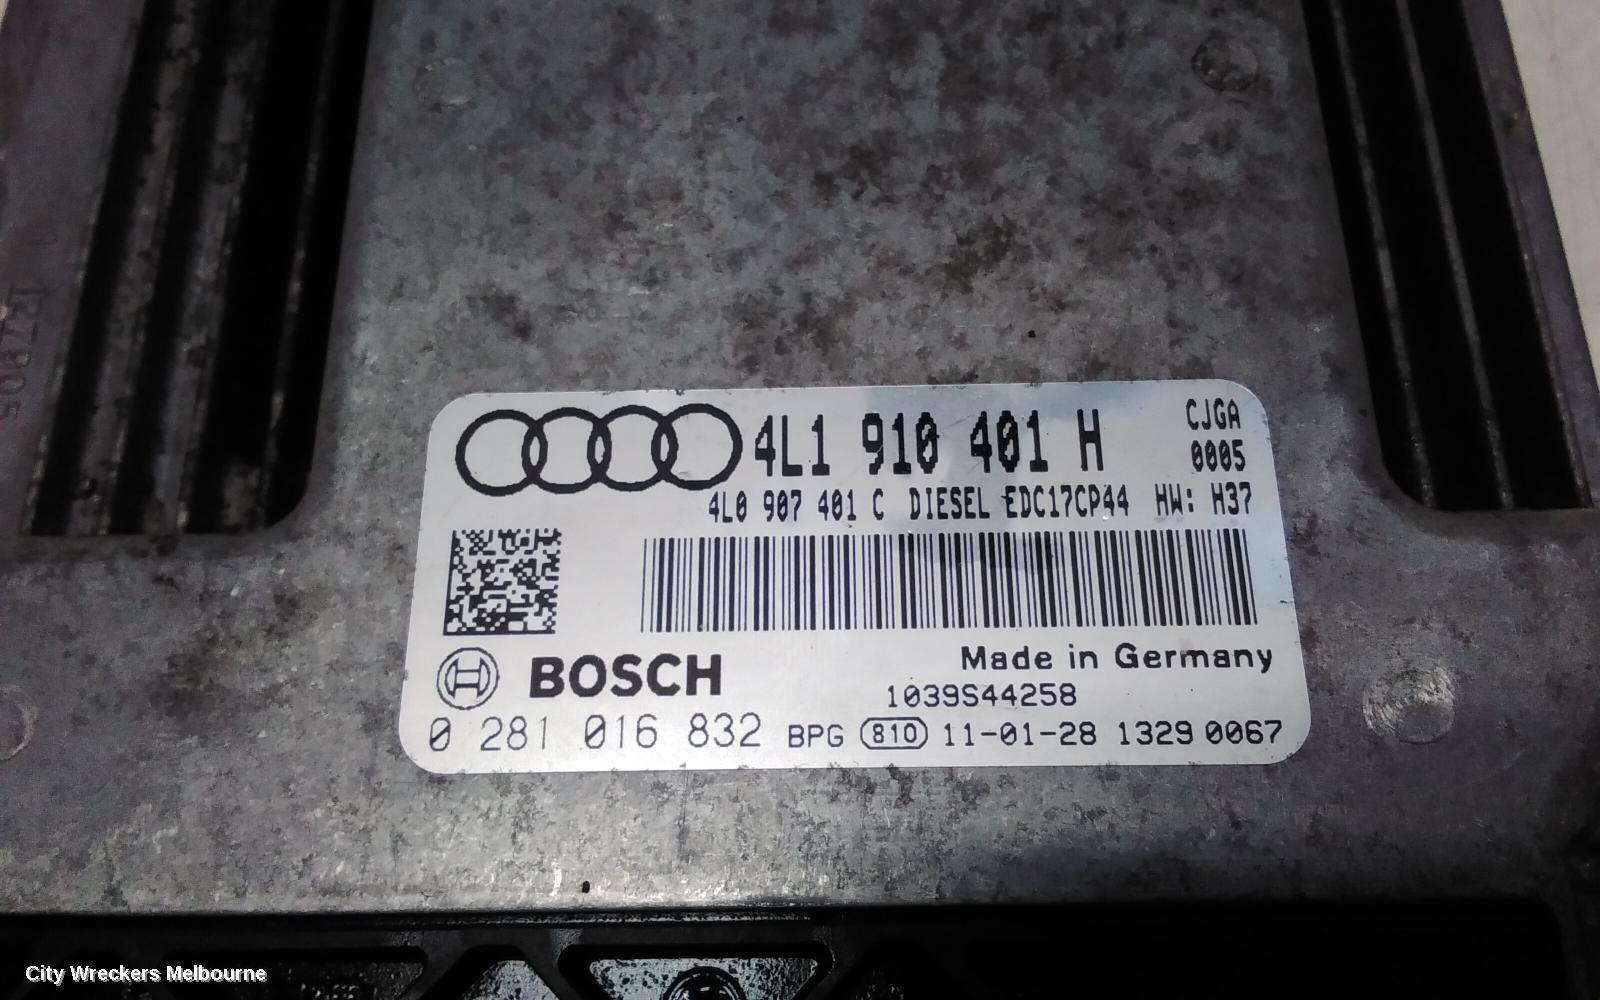 4L1 910 401 H
CJGA
0005
4L0 907 401 C DIESEL EDC17CP44 HW: H37
BOSCH
Made in Germany
1039S44258
0 281 016 832 BPG 810 11-01-28 1329 0067
City Wreckers Melbourne